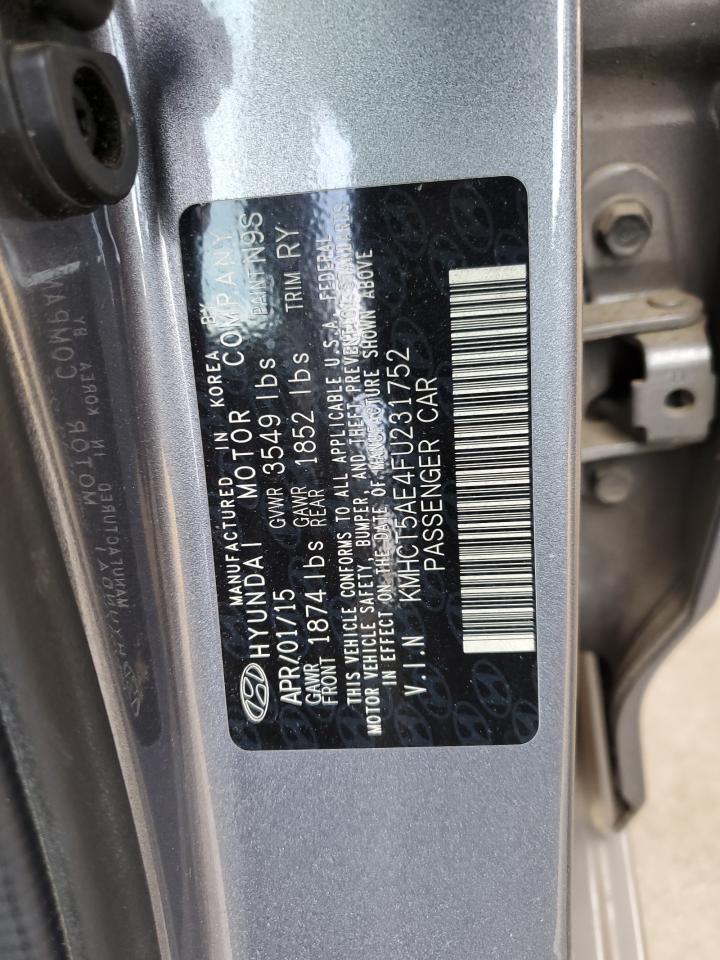 MANUFACTURED IN KOREA BY
HYUNDAI MOTOR COMPANY
APR/01/15 GVWR 3549 lbs PAINT N9S
GAWR FRONT 1874 lbs GAWR REAR 1852 lbs TRIM RY
THIS VEHICLE CONFORMS TO ALL APPLICABLE U.S.A. FEDERAL
MOTOR VEHICLE SAFETY, BUMPER, AND THEFT PREVENTION STANDARDS
IN EFFECT ON THE DATE OF MANUFACTURE SHOWN ABOVE
V.I.N KMHCT5AE4FU231752
PASSENGER CAR